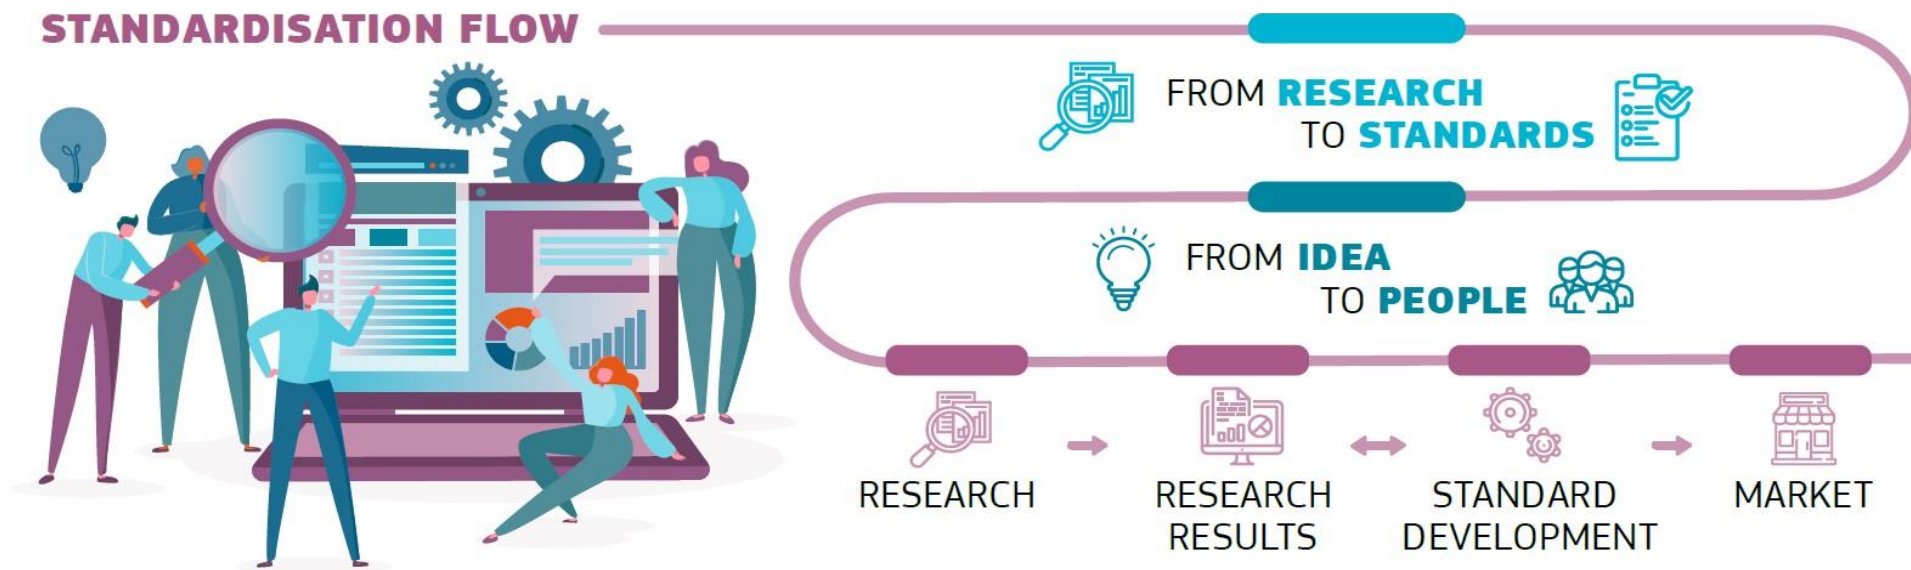 STANDARDISATION FLOW
FROM RESEARCH
TO STANDARDS
FROM IDEA
TO PEOPLE
RESEARCH
RESEARCH
RESULTS
STANDARD
DEVELOPMENT
MARKET